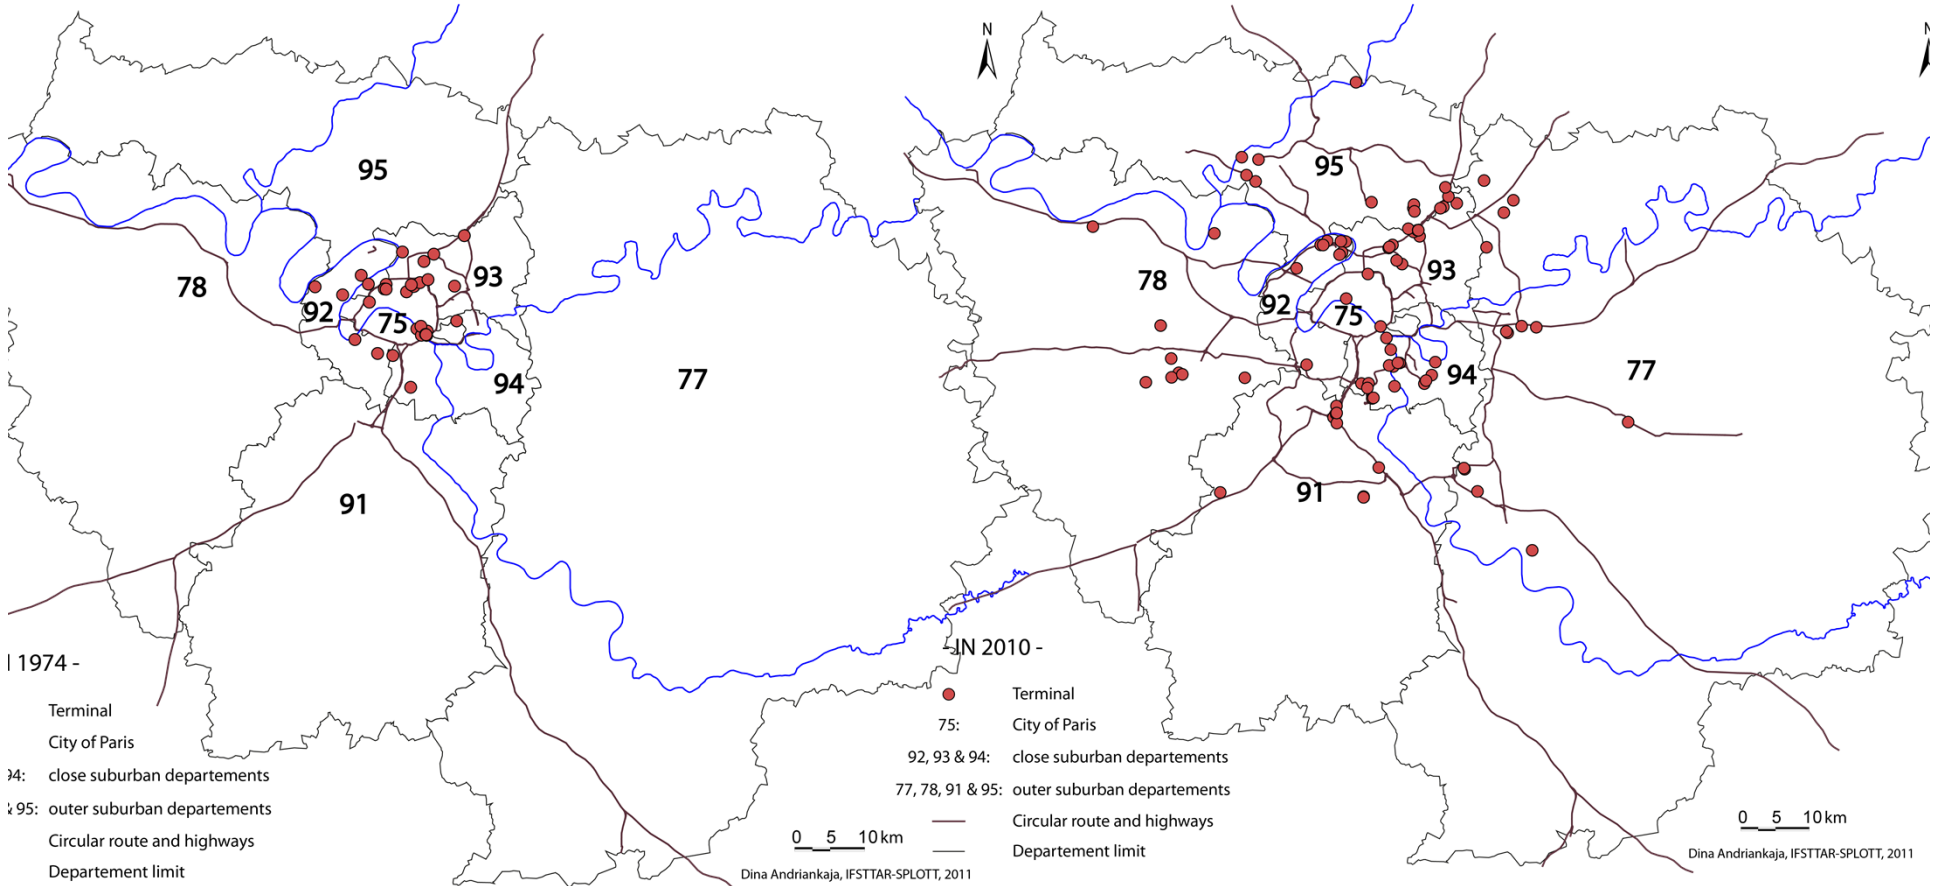 N
95
78
92
75
93
94
77
91
1974 -
Terminal
City of Paris
94: close suburban departements
& 95: outer suburban departements
Circular route and highways
Departement limit
0 5 10 km
Dina Andriankaja, IFSTTAR-SPLOTT, 2011
N
95
78
92
75
93
94
77
91
- IN 2010 -
Terminal
75: City of Paris
92, 93 & 94: close suburban departements
77, 78, 91 & 95: outer suburban departements
Circular route and highways
Departement limit
0 5 10 km
Dina Andriankaja, IFSTTAR-SPLOTT, 2011